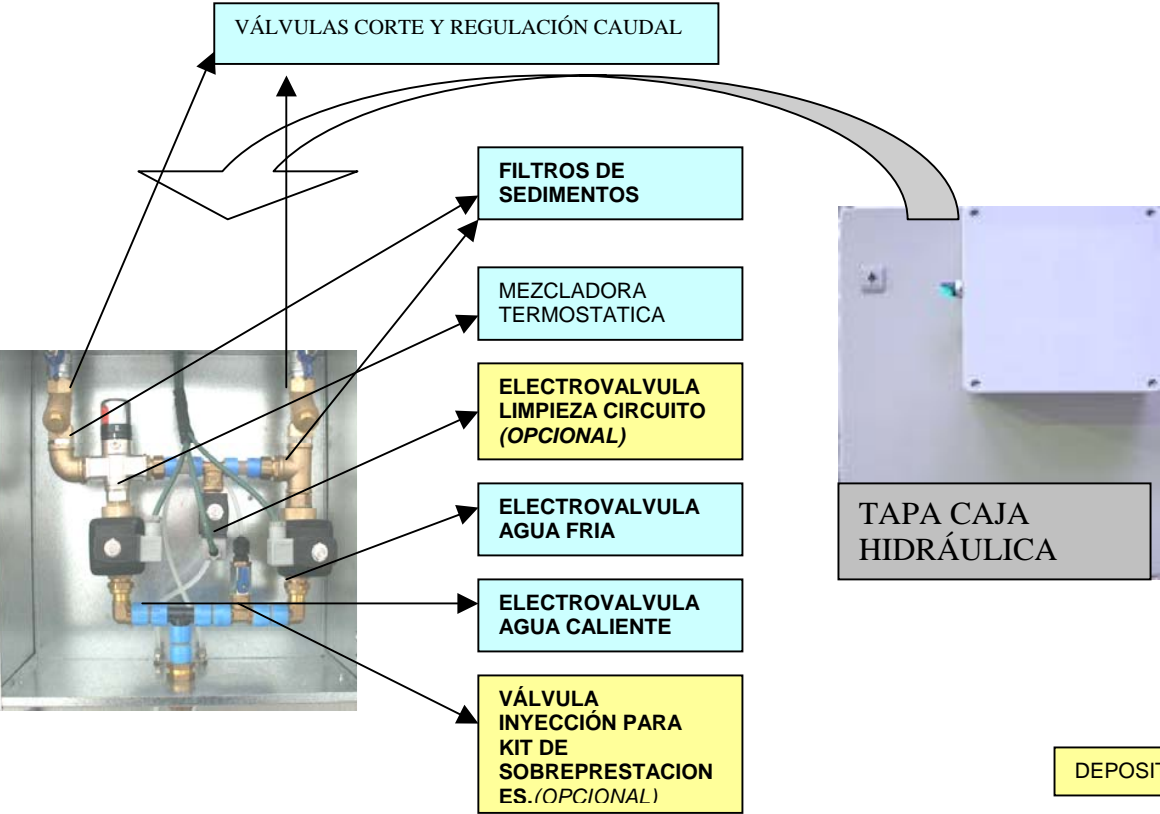 VÁLVULAS CORTE Y REGULACIÓN CAUDAL
FILTROS DE
SEDIMENTOS
MEZCLADORA
TERMOSTATICA
ELECTROVALVULA
LIMPIEZA CIRCUITO
(OPCIONAL)
ELECTROVALVULA
AGUA FRIA
ELECTROVALVULA
AGUA CALIENTE
VÁLVULA
INYECCIÓN PARA
KIT DE
SOBREPRESTACION
ES.(OPCIONAL)
TAPA CAJA
HIDRÁULICA
DEPOSIT